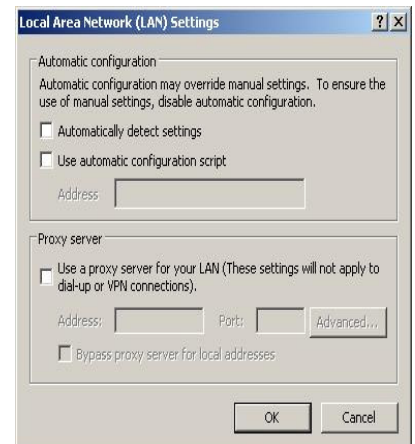 Local Area Network (LAN) Settings
Automatic configuration
Automatic configuration may override manual settings. To ensure the
use of manual settings, disable automatic configuration.
Automatically detect settings
Use automatic configuration script
Address
Proxy server
Use a proxy server for your LAN (These settings will not apply to
dial-up or VPN connections).
Address: Port: Advanced...
Bypass proxy server for local addresses
OK Cancel